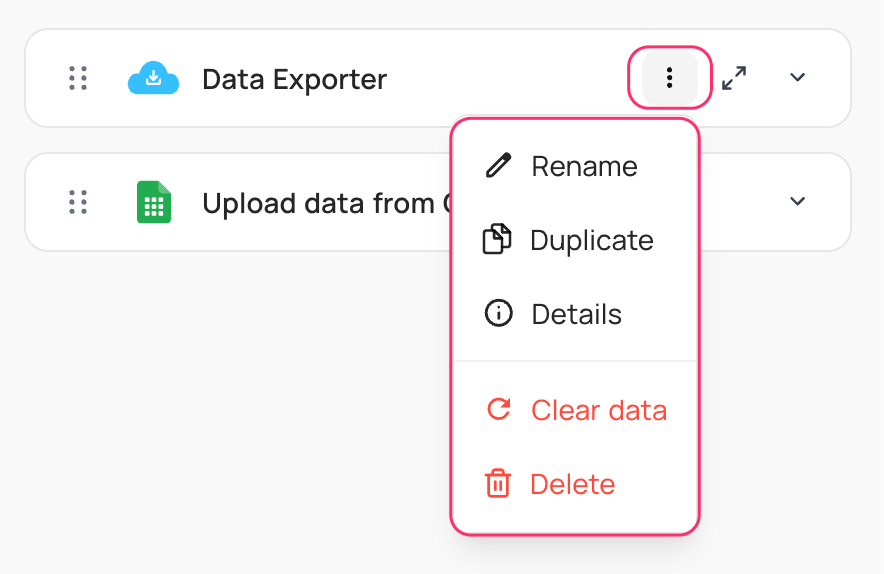 Data Exporter
Upload data from
Rename
Duplicate
Details
Clear data
Delete